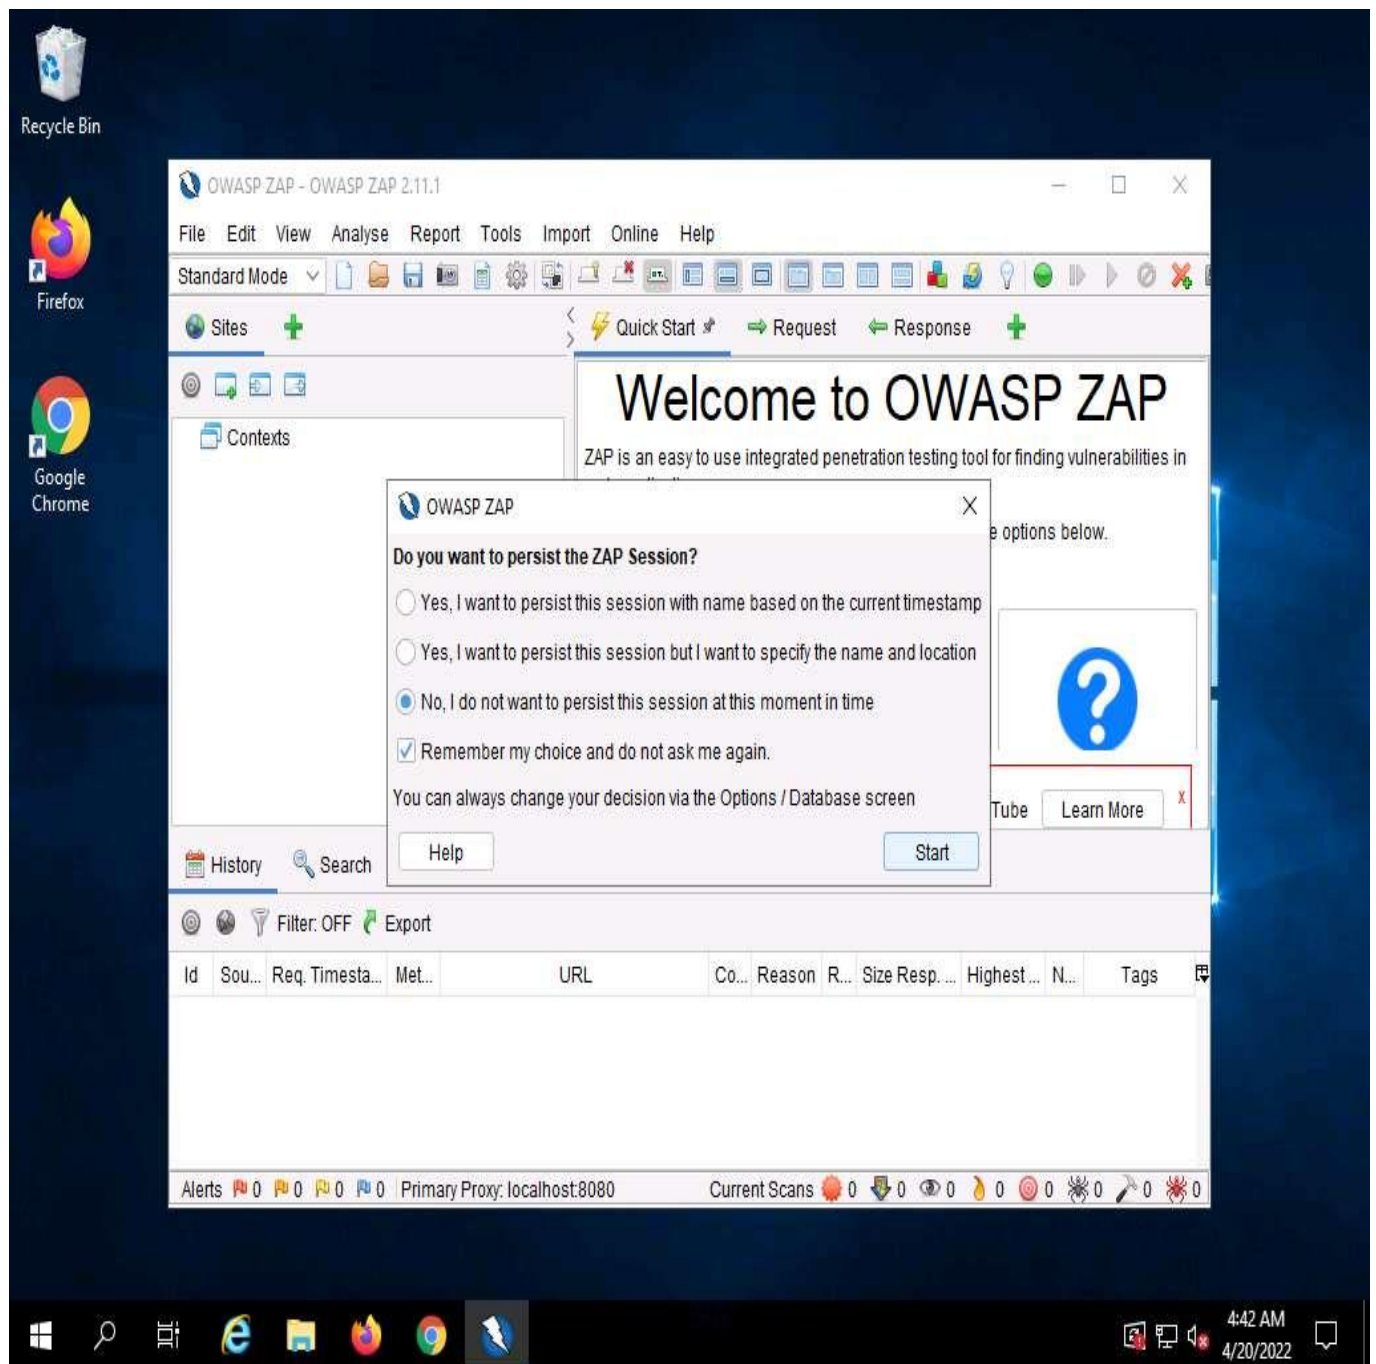 Recycle Bin
Firefox
Google
Chrome
OWASP ZAP - OWASP ZAP 2.11.1
File Edit View Analyse Report Tools Import Online Help
Standard Mode
Sites
Quick Start
Request
Response
Contexts
Welcome to OWASP ZAP
ZAP is an easy to use integrated penetration testing tool for finding vulnerabilities in
e options below.
OWASP ZAP
Do you want to persist the ZAP Session?
Yes, I want to persist this session with name based on the current timestamp
Yes, I want to persist this session but I want to specify the name and location
No, I do not want to persist this session at this moment in time
Remember my choice and do not ask me again.
You can always change your decision via the Options / Database screen
Help
Start
Tube
Learn More
x
History
Search
Filter: OFF
Export
Id Sou... Req. Timesta... Met... URL Co... Reason R... Size Resp. ... Highest ... N... Tags
Alerts 0 0 0 0 Primary Proxy: localhost:8080 Current Scans 0 0 0 0 0 0 0 0
4:42 AM
4/20/2022